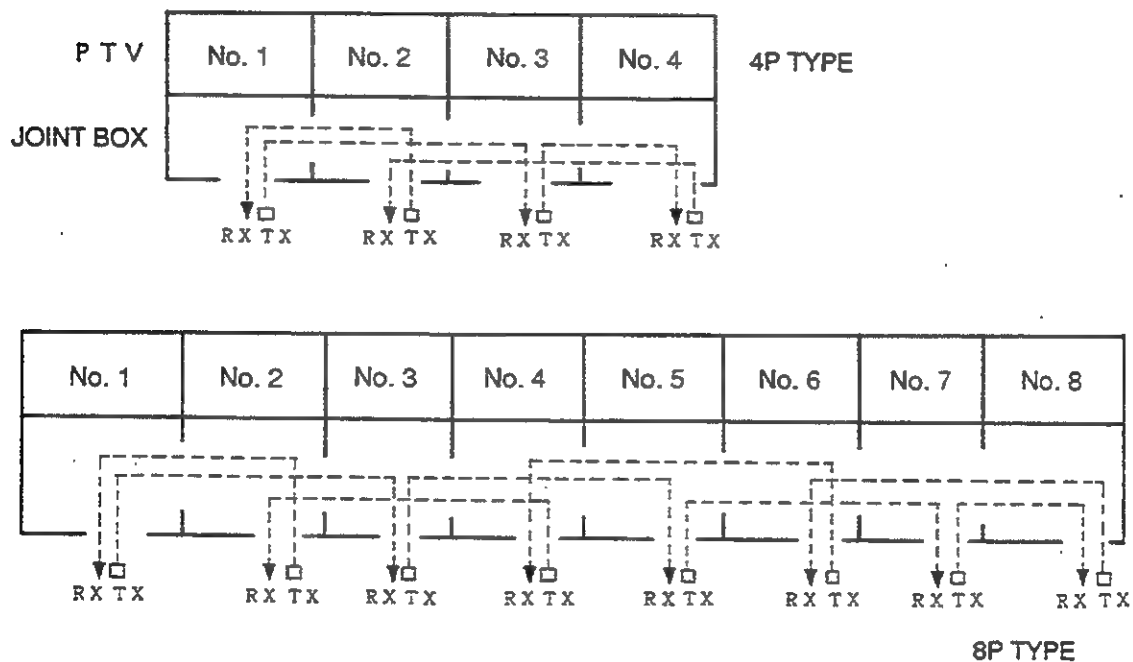 P T V No. 1 No. 2 No. 3 No. 4 4P TYPE
JOINT BOX
RX TX RX TX RX TX RX TX
No. 1 No. 2 No. 3 No. 4 No. 5 No. 6 No. 7 No. 8
RX TX RX TX RX TX RX TX RX TX RX TX RX TX RX TX
8P TYPE